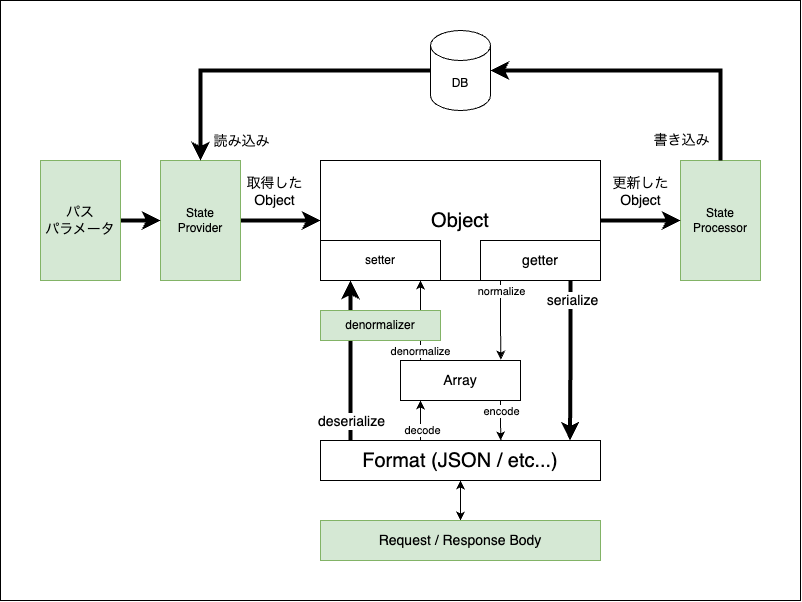 DB
読み込み
書き込み
パス
パラメータ
State
Provider
取得した
Object
Object
更新した
Object
State
Processor
setter
getter
normalize
serialize
denormalizer
denormalize
Array
deserialize
decode
encode
Format (JSON / etc...)
Request / Response Body